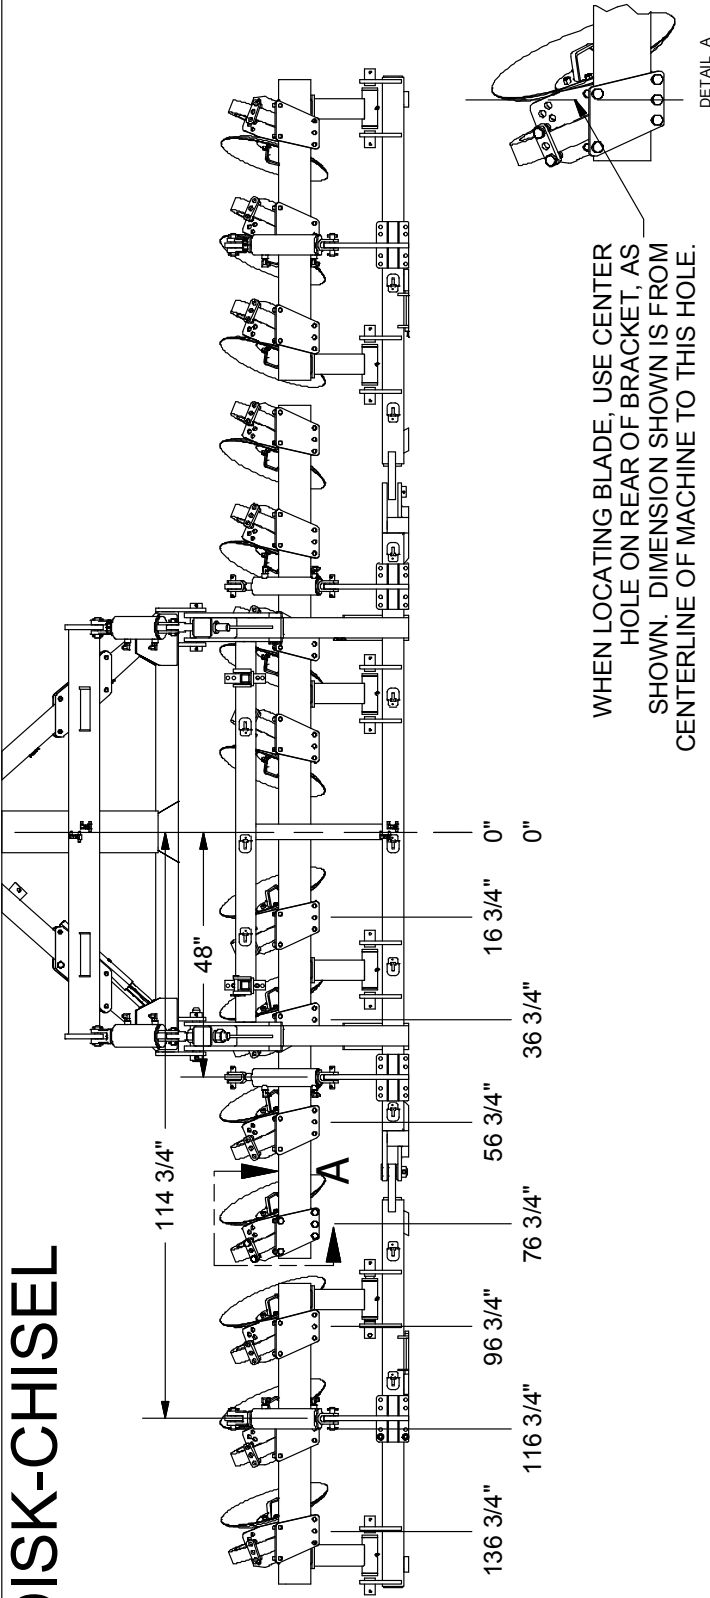 DISK-CHISEL
114 3/4"
48"
A
136 3/4"
116 3/4"
96 3/4"
76 3/4"
56 3/4"
36 3/4"
16 3/4"
0"
0"
WHEN LOCATING BLADE, USE CENTER
HOLE ON REAR OF BRACKET, AS
SHOWN. DIMENSION SHOWN IS FROM
CENTERLINE OF MACHINE TO THIS HOLE.
DETAIL A